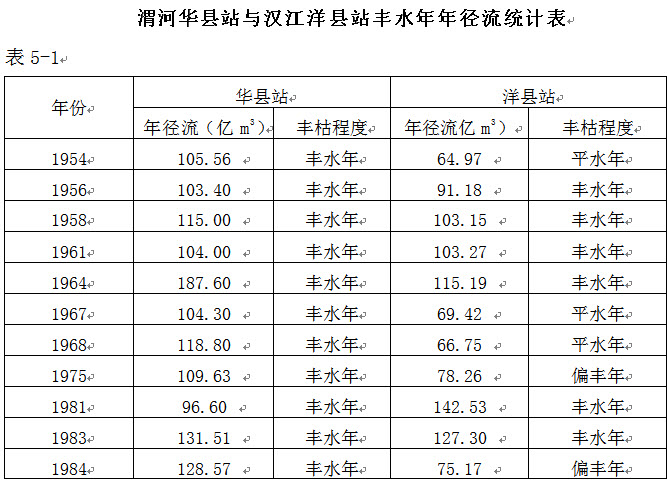 渭河华县站与汉江洋县站丰水年年径流统计表
表 5-1
年份 华县站 洋县站
年径流（亿 m³） 丰枯程度 年径流亿 m³） 丰枯程度
1954 105.56 丰水年 64.97 平水年
1956 103.40 丰水年 91.18 丰水年
1958 115.00 丰水年 103.15 丰水年
1961 104.00 丰水年 103.27 丰水年
1964 187.60 丰水年 115.19 丰水年
1967 104.30 丰水年 69.42 平水年
1968 118.80 丰水年 66.75 平水年
1975 109.63 丰水年 78.26 偏丰年
1981 96.60 丰水年 142.53 丰水年
1983 131.51 丰水年 127.30 丰水年
1984 128.57 丰水年 75.17 偏丰年